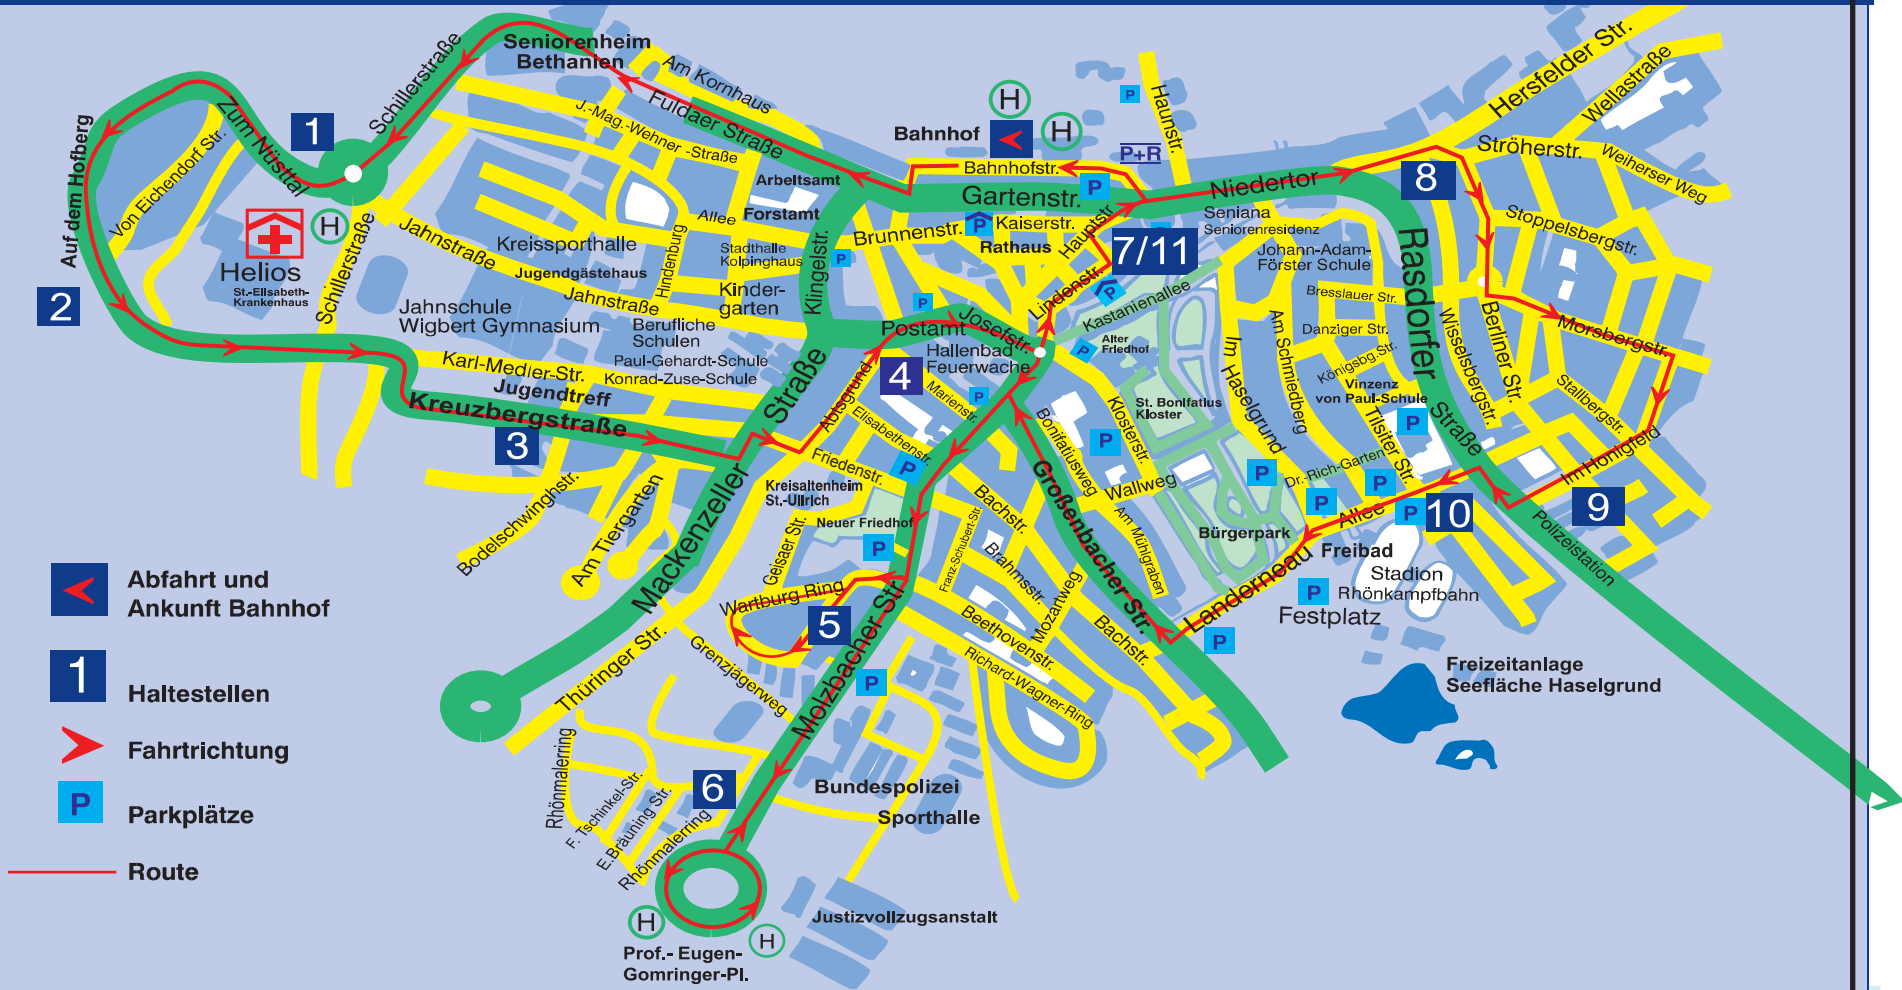 Seniorenheim
Bethanien
Am Kornhaus
Schillerstraße
J.-Mag.-Wehner -Straße
Fuldaer Straße
Zum Nüsttal
1
Auf dem Hofberg
Von Eichendorf Str.
H
Helios
St.-Elisabeth-
Krankenhaus
Schillerstraße
2
Jahnstraße
Kreissporthalle
Jugendgästehaus
Jahnstraße
Jahnschule
Wigbert Gymnasium
Hindenburg
Allee
Arbeitsamt
Forstamt
Stadthalle
Kolpinghaus
Kinder-
garten
Berufliche
Schulen
Paul-Gehardt-Schule
Konrad-Zuse-Schule
Karl-Medler-Str.
Jugendtreff
Kreuzbergstraße
3
Klingelstr.
P
Brunnenstr.
Bahnhof
H
H
P
Haunstr.
P+R
Bahnhofstr.
P
Gartenstr.
P
Kaiserstr.
Rathaus
Hauptstr.
7/11
Lindenstr.
P
Kastanienallee
Niedertor
Seniana
Seniorenresidenz
Johann-Adam-
Förster Schule
Bresslauer Str.
Danziger Str.
Königsbg.Str.
Vinzenz
von Paul-Schule
P
Am Schmiedberg
Im Haselgrund
Tilsiter Str.
Rasdorfer Straße
8
Hersfelder Str.
Wellastraße
Ströherstr.
Weiherser Weg
Stoppelsbergstr.
Morsbergstr.
Berliner Str.
Wisselsbergstr.
Stallbergstr.
Im Honigfeld
9
Polizeistation
P
Postamt
Josefstr.
Hallenbad
Feuerwache
4
P
Marienstr.
Elisabethenstr.
Abtsgrund
P
Alter
Friedhof
St. Bonifatius
Kloster
Klosterstr.
P
Bonifatiusweg
Wallweg
Am Mühlgraben
Großenbacher Str.
P
Dr.-Rich-Garten
P
P
P
10
Landerneau
Allee
Bürgerpark
Freibad
Stadion
Rhönkampfbahn
P
Festplatz
P
Freizeitanlage
Seefläche Haselgrund
Mackenzeller
Straße
Bodelschwinghstr.
Am Tiergarten
Friedenstr.
P
Kreisaltenheim
St.-Ullrich
Neuer Friedhof
P
Geisaer Str.
Wartburg Ring
5
Molzbacher Str.
P
Bachstr.
Franz-Schubert-Str.
Brahmsstr.
Mozartweg
Bachstr.
Beethovenstr.
Richard-Wagner-Ring
Thüringer Str.
Grenzjägerweg
Rhönmalerring
F. Tschinkel-Str.
E.Bräuning Str.
Rhönmalerring
6
Bundespolizei
Sporthalle
Justizvollzugsanstalt
H
H
Prof.- Eugen-
Gomringer-Pl.
Abfahrt und
Ankunft Bahnhof
1
Haltestellen
Fahrtrichtung
P
Parkplätze
Route